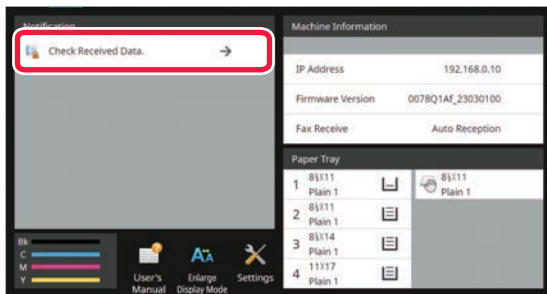 Notification
Check Received Data.
Machine Information
IP Address 192.168.0.10
Firmware Version 0078Q1Af_23030100
Fax Receive Auto Reception
Paper Tray
1 8½X11
Plain 1
8½X11
Plain 1
2 8½X11
Plain 1
3 8½X14
Plain 1
4 11X17
Plain 1
Bk
C
M
Y
User's
Manual
Enlarge
Display Mode
Settings